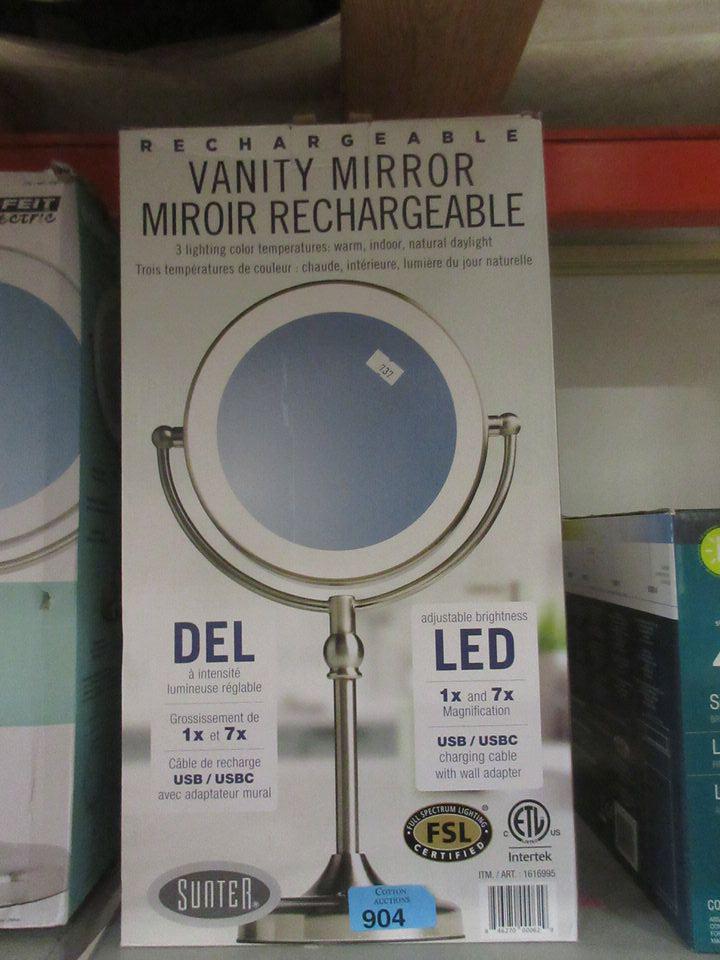 RECHARGEABLE
VANITY MIRROR
MIROIR RECHARGEABLE
3 lighting color temperatures: warm, indoor, natural daylight
Trois températures de couleur : chaude, intérieure, lumière du jour naturelle
737
DEL
à intensité
lumineuse réglable
Grossissement de
1x et 7x
Câble de recharge
USB / USBC
avec adaptateur mural
adjustable brightness
LED
1x and 7x
Magnification
USB / USBC
charging cable
with wall adapter
FULL SPECTRUM LIGHTING
FSL
CERTIFIED
ETL
C US
Intertek
ITM. / ART. 1616995
SUNTER
COTTON
AUCTIONS
904
FEIT
electric